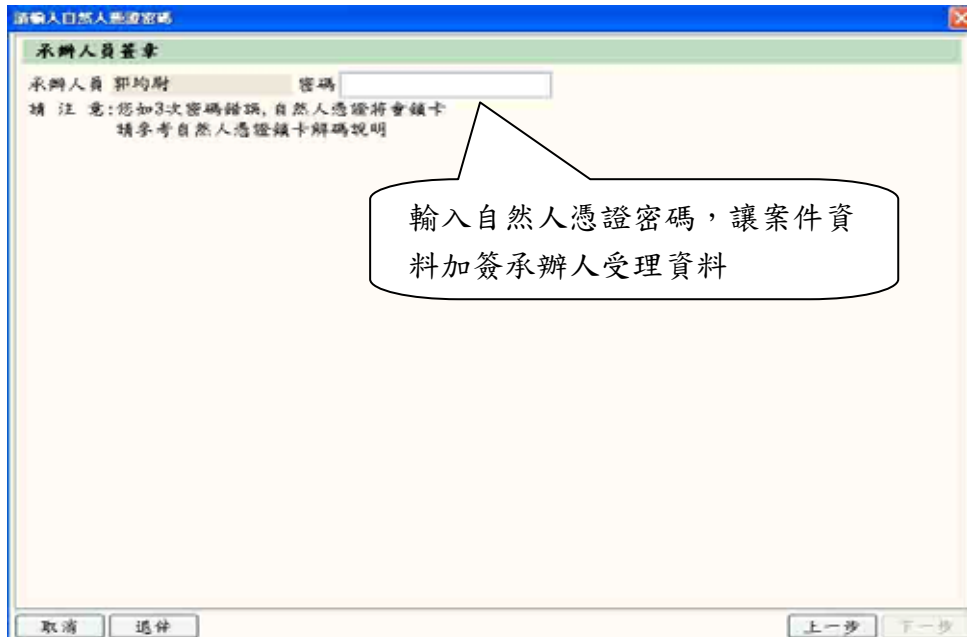 請輸入自然人憑證密碼
承辦人員簽章
承辦人員 郭均尉 密碼
請 注 意:您如3次密碼錯誤,自然人憑證將會鎖卡
請參考自然人憑證鎖卡解碼說明
輸入自然人憑證密碼，讓案件資
料加簽承辦人受理資料
取消 退件 上一步 下一步